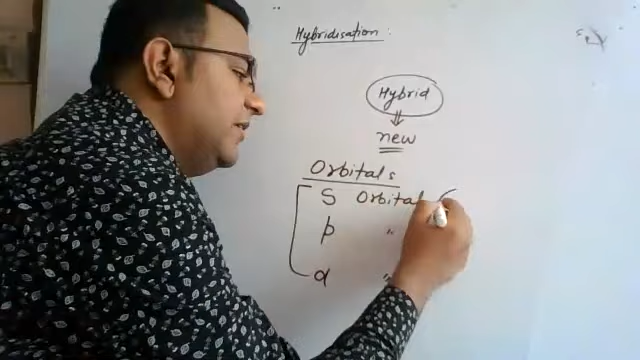 Hybridisation:
Hybrid
⇓
new
Orbitals
S Orbital (
p "
d "